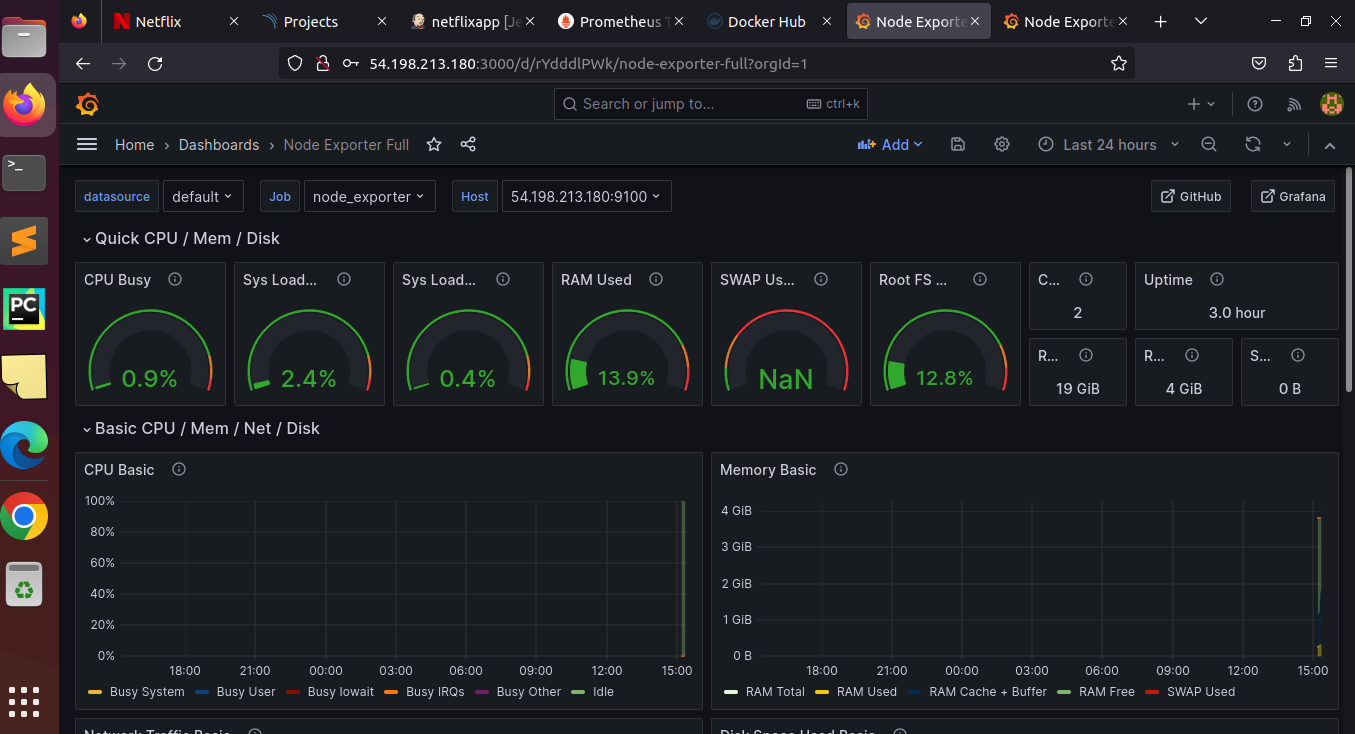 Netflix
Projects
netflixapp [Je
Prometheus T
Docker Hub
Node Exporte
Node Exporte
54.198.213.180:3000/d/rYdddlPWk/node-exporter-full?orgId=1
Search or jump to...
ctrl+k
Home › Dashboards › Node Exporter Full
Add
Last 24 hours
datasource default Job node_exporter Host 54.198.213.180:9100
GitHub
Grafana
Quick CPU / Mem / Disk
CPU Busy
0.9%
Sys Load...
2.4%
Sys Load...
0.4%
RAM Used
13.9%
SWAP Us...
NaN
Root FS ...
12.8%
C...
2
Uptime
3.0 hour
R...
19 GiB
R...
4 GiB
S...
0 B
Basic CPU / Mem / Net / Disk
CPU Basic
100%
80%
60%
40%
20%
0%
18:00 21:00 00:00 03:00 06:00 09:00 12:00 15:00
Busy System Busy User Busy Iowait Busy IRQs Busy Other Idle
Memory Basic
4 GiB
3 GiB
2 GiB
1 GiB
0 B
18:00 21:00 00:00 03:00 06:00 09:00 12:00 15:00
RAM Total RAM Used RAM Cache + Buffer RAM Free SWAP Used
Network Traffic Basic
Disk Space Used Basic
>_
PC